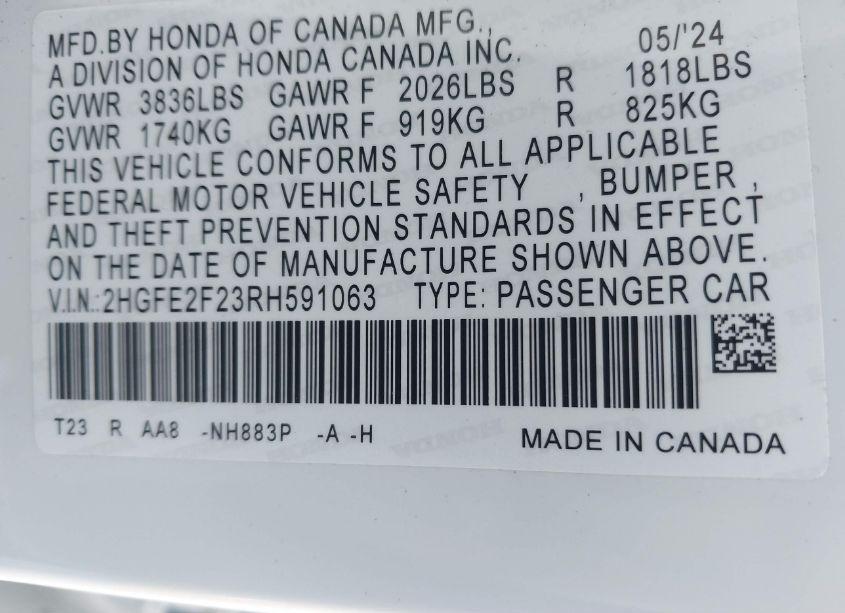 MFD.BY HONDA OF CANADA MFG.,
A DIVISION OF HONDA CANADA INC. 05/'24
GVWR 3836LBS GAWR F 2026LBS R 1818LBS
GVWR 1740KG GAWR F 919KG R 825KG
THIS VEHICLE CONFORMS TO ALL APPLICABLE
FEDERAL MOTOR VEHICLE SAFETY , BUMPER ,
AND THEFT PREVENTION STANDARDS IN EFFECT
ON THE DATE OF MANUFACTURE SHOWN ABOVE.
V.I.N.:2HGFE2F23RH591063 TYPE: PASSENGER CAR
T23 R AA8 -NH883P -A -H
MADE IN CANADA